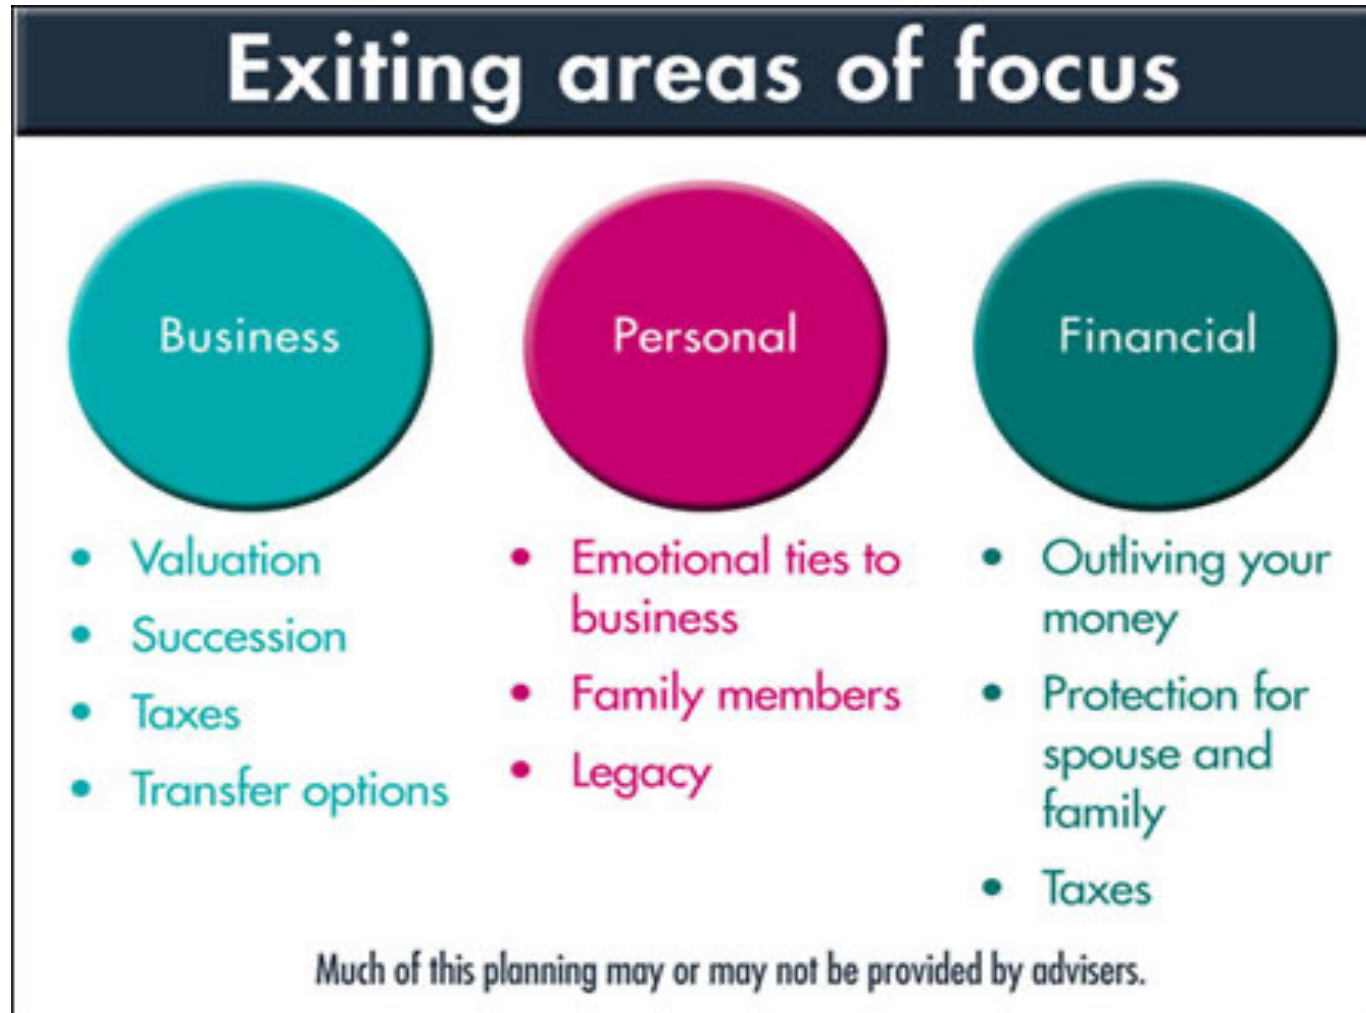 Exiting areas of focus
Business
• Valuation
• Succession
• Taxes
• Transfer options
Personal
• Emotional ties to
business
• Family members
• Legacy
Financial
• Outliving your
money
• Protection for
spouse and
family
• Taxes
Much of this planning may or may not be provided by advisers.